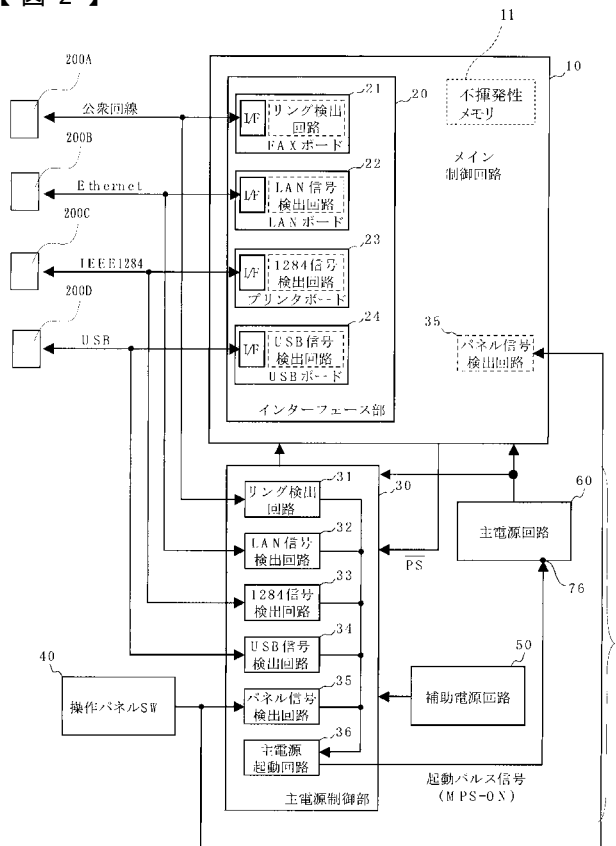 【図2】
11
200A
10
21
20
不揮発性
メモリ
公衆回線
I/F
リング検出
回路
FAXボード
200B
メイン
制御回路
22
Ethernet
I/F
LAN信号
検出回路
LANボード
200C
23
IEEE1284
I/F
1284信号
検出回路
プリンタボード
200D
24
35
USB
I/F
USB信号
検出回路
USBボード
パネル信号
検出回路
インターフェース部
31
30
60
リング検出
回路
32
主電源回路
LAN信号
検出回路
PS
76
33
1284信号
検出回路
34
USB信号
検出回路
40
50
35
操作パネルSW
パネル信号
検出回路
補助電源回路
36
主電源
起動回路
起動パルス信号
(MPS-ON)
主電源制御部